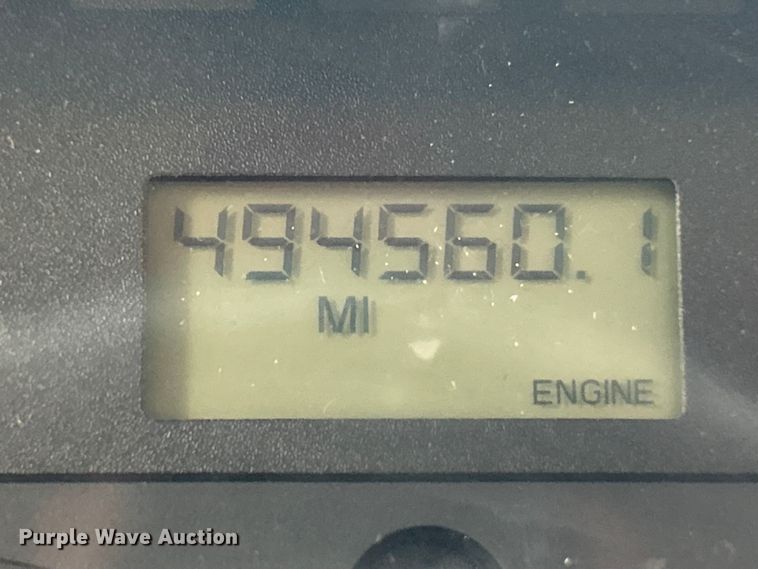 494560.1
MI
ENGINE
Purple Wave Auction